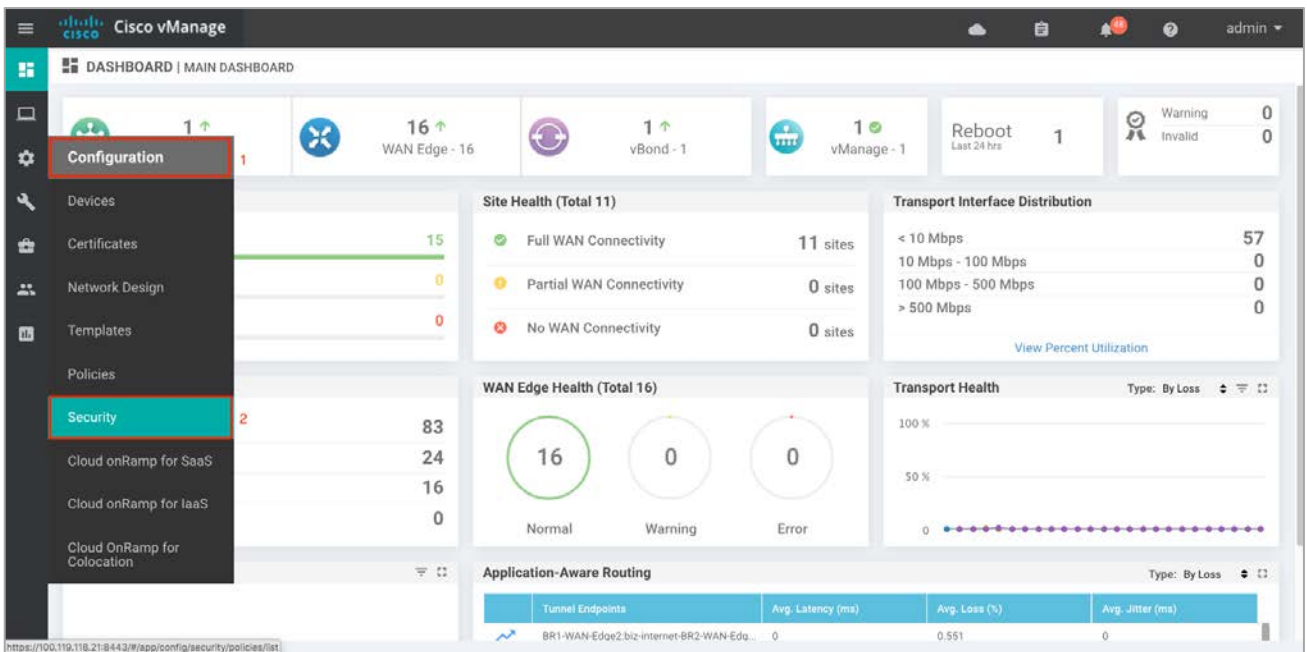 CISCO Cisco vManage
48
admin
DASHBOARD | MAIN DASHBOARD
1
16
WAN Edge - 16
1
vBond - 1
1
vManage - 1
Reboot
Last 24 hrs
1
Warning 0
Invalid 0
Configuration 1
Devices
Certificates
Network Design
Templates
Policies
Security 2
Cloud onRamp for SaaS
Cloud onRamp for IaaS
Cloud OnRamp for
Colocation
15
0
0
Site Health (Total 11)
Full WAN Connectivity 11 sites
Partial WAN Connectivity 0 sites
No WAN Connectivity 0 sites
Transport Interface Distribution
< 10 Mbps 57
10 Mbps - 100 Mbps 0
100 Mbps - 500 Mbps 0
> 500 Mbps 0
View Percent Utilization
83
24
16
0
WAN Edge Health (Total 16)
16 0 0
Normal Warning Error
Transport Health Type: By Loss
100 %
50 %
0
Application-Aware Routing Type: By Loss
Tunnel Endpoints Avg. Latency (ms) Avg. Loss (%) Avg. Jitter (ms)
BR1-WAN-Edge2:biz-internet-BR2-WAN-Edg... 0 0.551 0
https://100.119.118.21:8443/#/app/config/security/policies/list